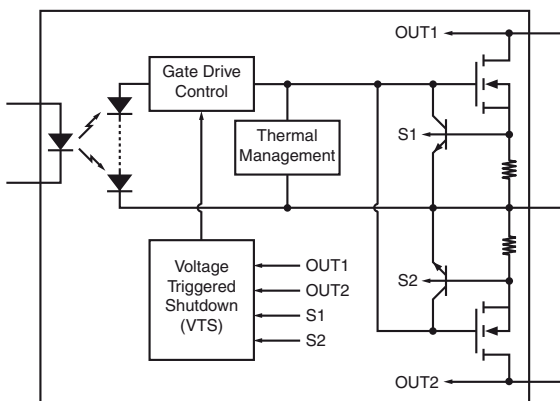 OUT1
Gate Drive
Control
Thermal
Management
S1
Voltage
Triggered
Shutdown
(VTS)
OUT1
OUT2
S1
S2
S2
OUT2